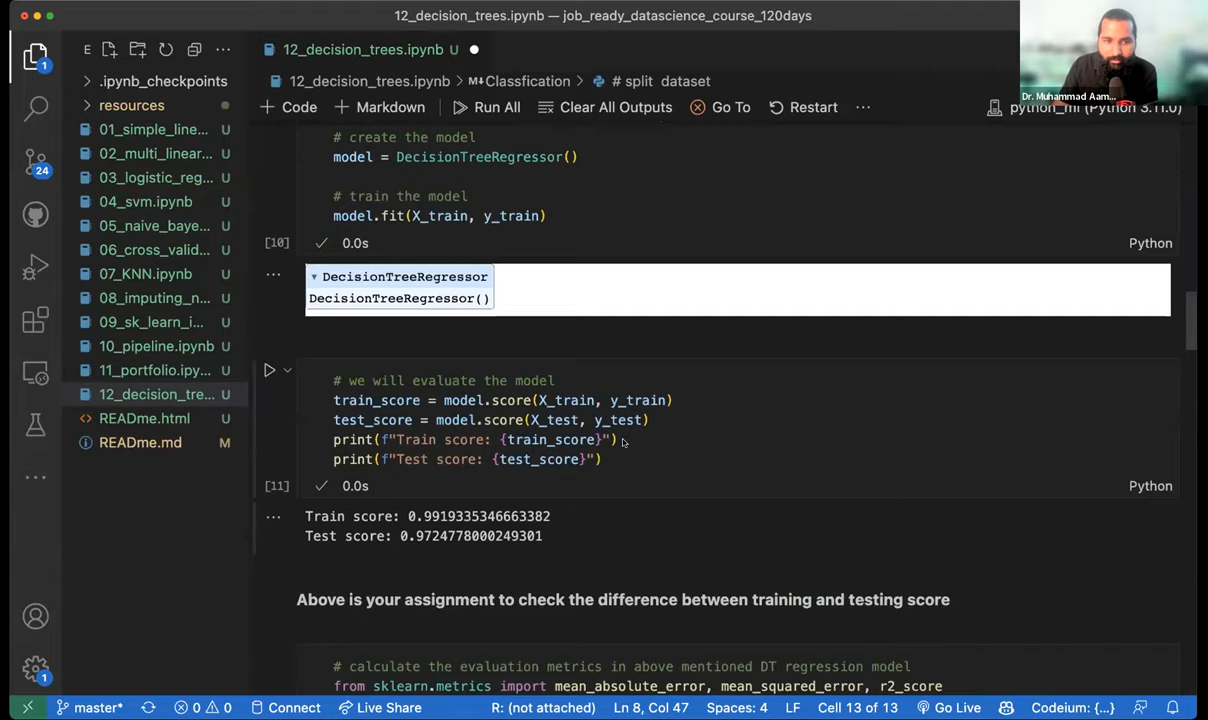 12_decision_trees.ipynb — job_ready_datascience_course_120days
E
12_decision_trees.ipynb U
.ipynb_checkpoints
12_decision_trees.ipynb > M↓Classfication > # split dataset
resources
Code Markdown Run All Clear All Outputs Go To Restart ...
Dr. Muhammad Aam...
python_ml (Python 3.11.0)
01_simple_line... U
02_multi_linear... U
03_logistic_reg... U
04_svm.ipynb U
05_naive_baye... U
06_cross_valid... U
07_KNN.ipynb U
08_imputing_n... U
09_sk_learn_i... U
10_pipeline.ipynb U
11_portfolio.ipy... U
12_decision_tre... U
READme.html U
READme.md M
1
24
1
# create the model
model = DecisionTreeRegressor()
# train the model
model.fit(X_train, y_train)
[10] 0.0s Python
DecisionTreeRegressor
DecisionTreeRegressor()
# we will evaluate the model
train_score = model.score(X_train, y_train)
test_score = model.score(X_test, y_test)
print(f"Train score: {train_score}")
print(f"Test score: {test_score}")
[11] 0.0s Python
Train score: 0.9919335346663382
Test score: 0.9724778000249301
Above is your assignment to check the difference between training and testing score
# calculate the evaluation metrics in above mentioned DT regression model
from sklearn.metrics import mean_absolute_error, mean_squared_error, r2_score
master* 0 0 Connect Live Share R: (not attached) Ln 8, Col 47 Spaces: 4 LF Cell 13 of 13 Go Live Codeium: {...}